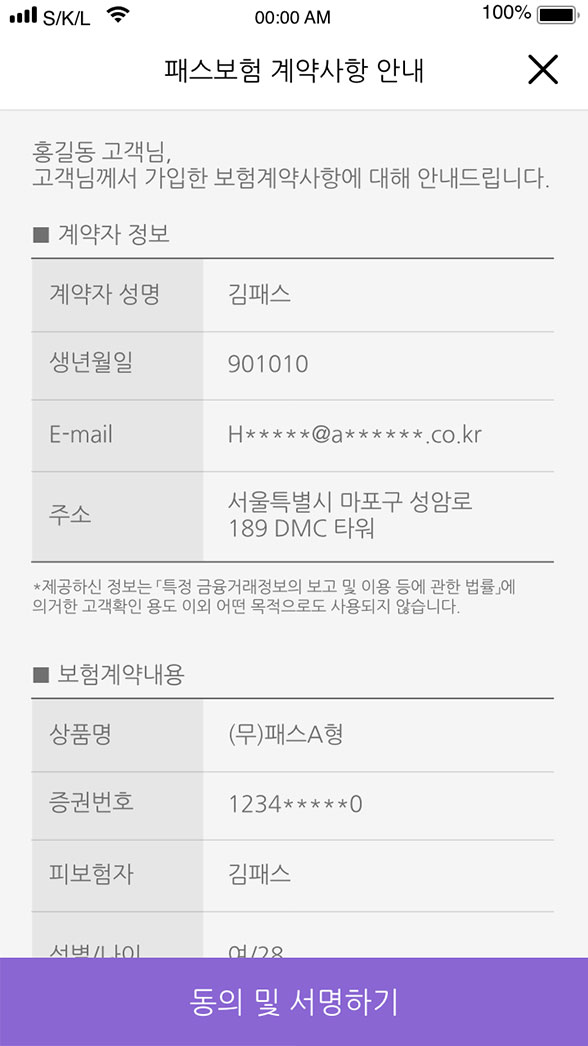 S/K/L 00:00 AM 100%
패스보험 계약사항 안내
홍길동 고객님,
고객님께서 가입한 보험계약사항에 대해 안내드립니다.
■ 계약자 정보
계약자 성명 김패스
생년월일 901010
E-mail H*****@a******.co.kr
주소 서울특별시 마포구 성암로
189 DMC 타워
*제공하신 정보는 「특정 금융거래정보의 보고 및 이용 등에 관한 법률」에
의거한 고객확인 용도 이외 어떤 목적으로도 사용되지 않습니다.
■ 보험계약내용
상품명 (무)패스A형
증권번호 1234*****0
피보험자 김패스
성별/나이 여/28
동의 및 서명하기